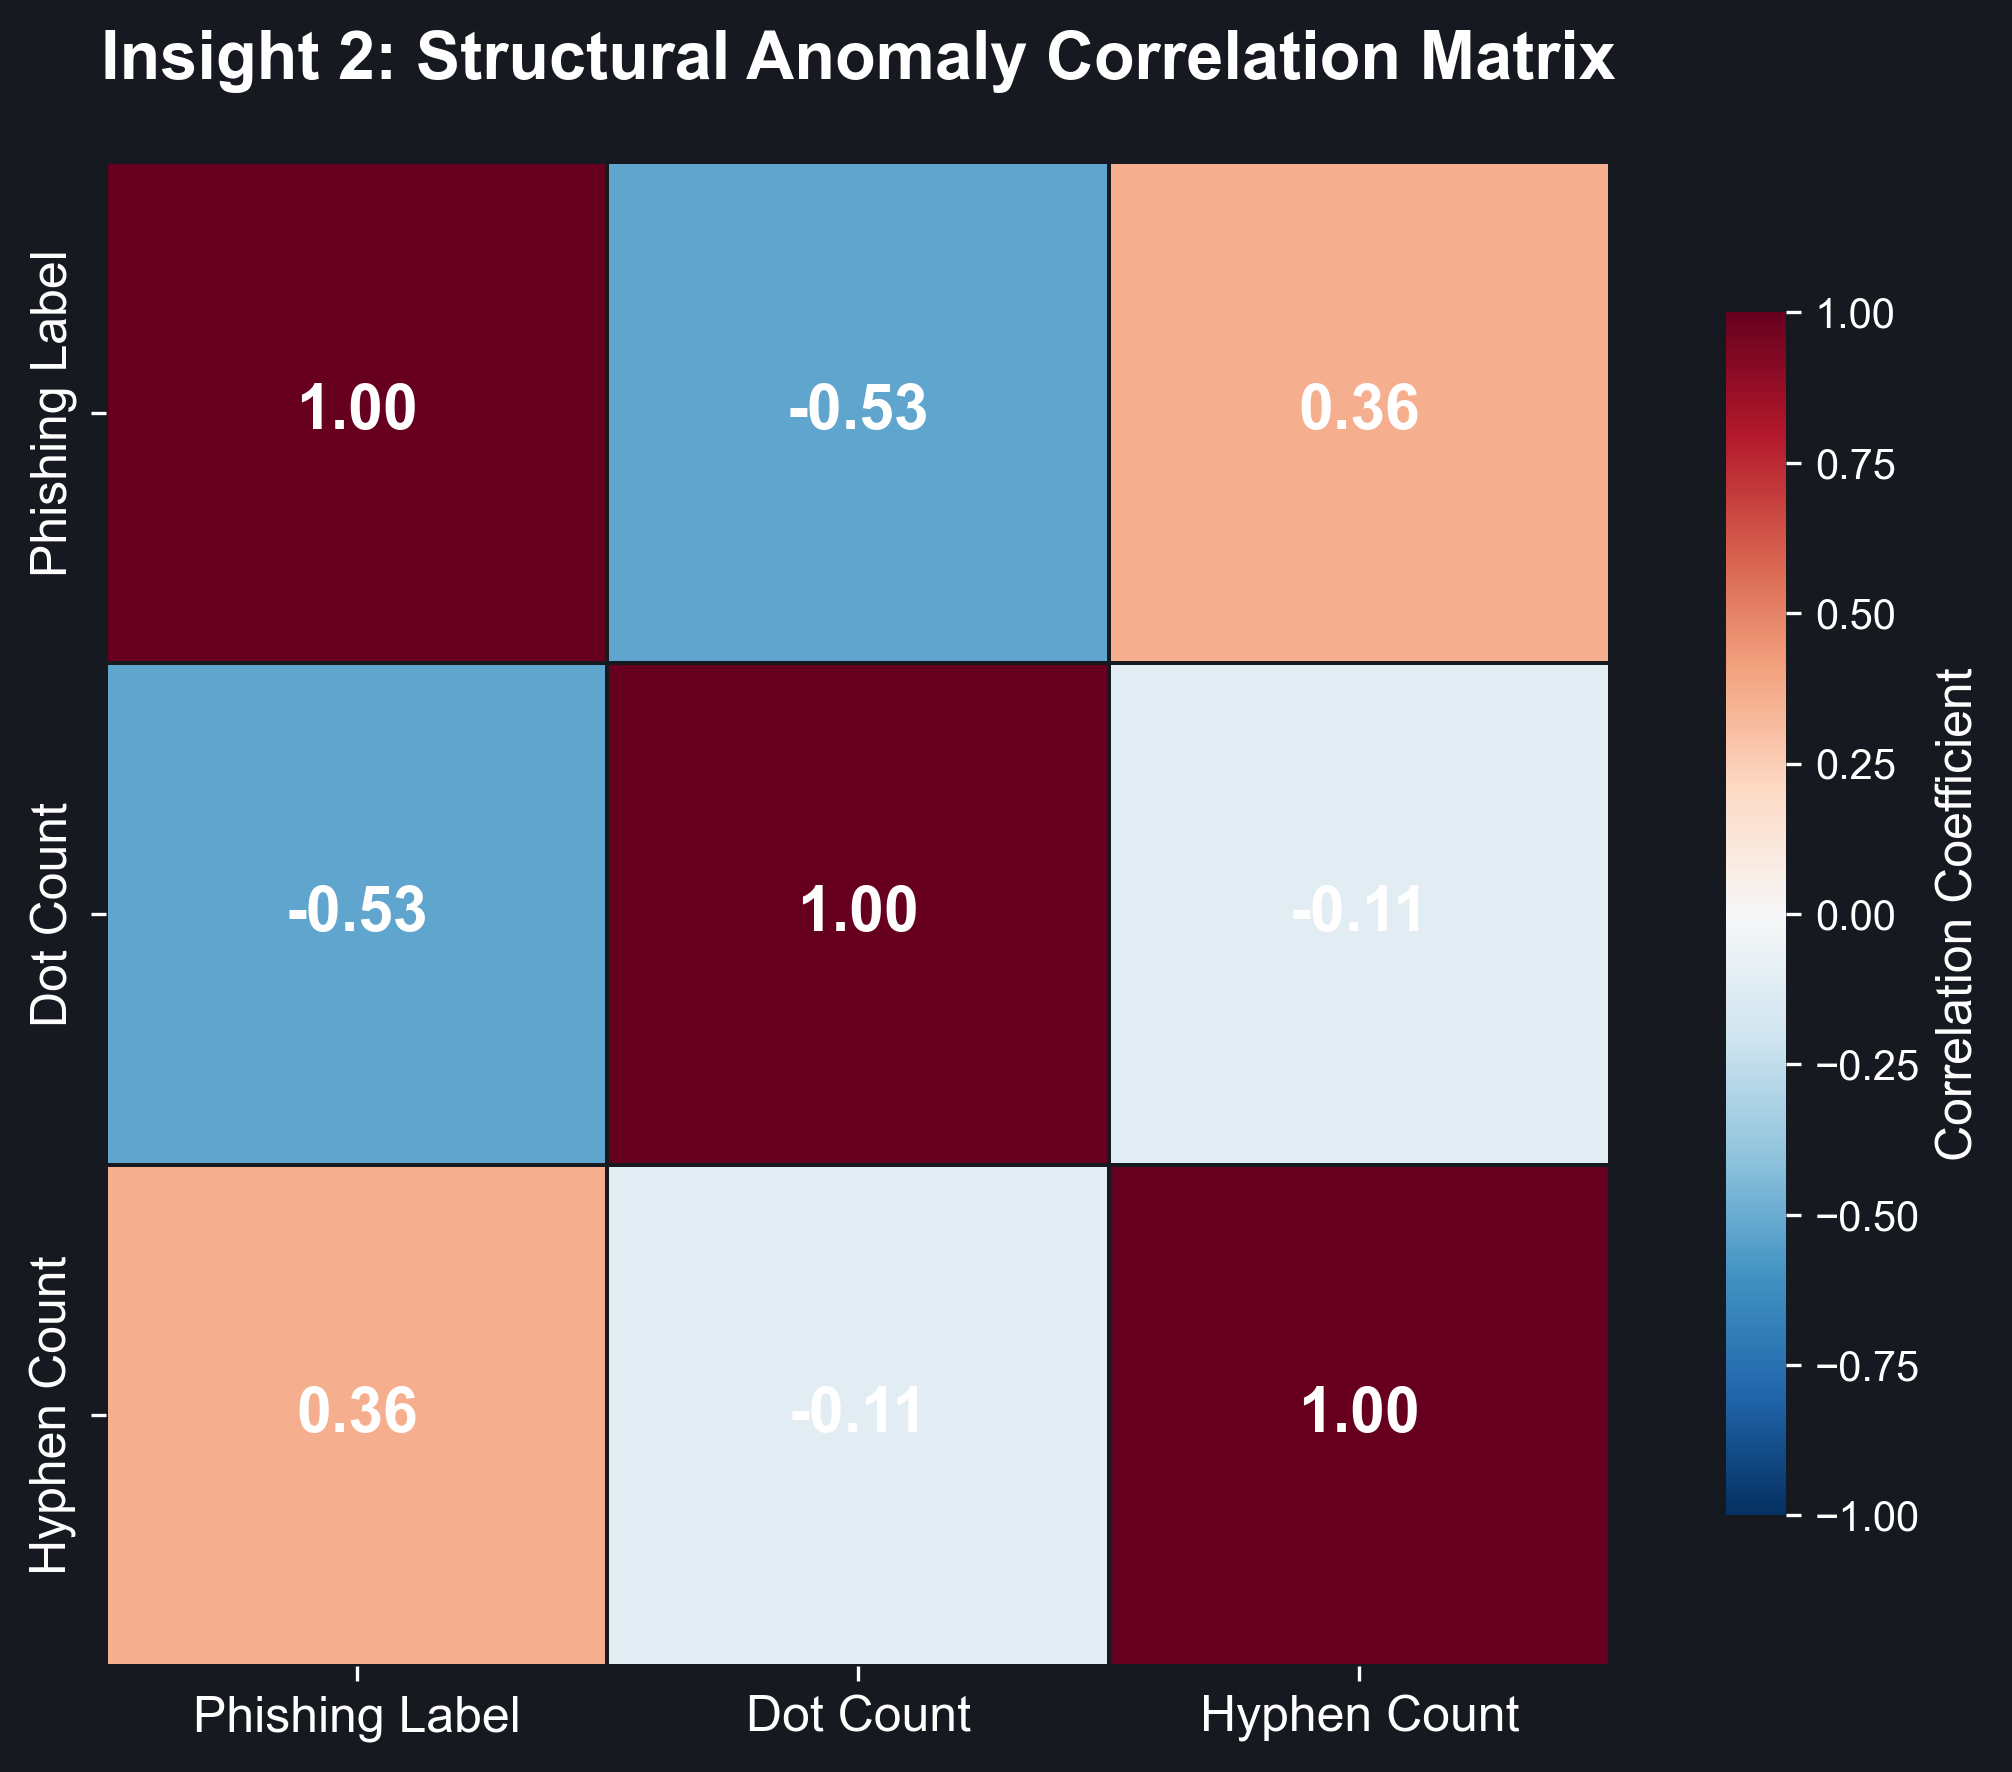 Insight 2: Structural Anomaly Correlation Matrix
Phishing Label
1.00
-0.53
0.36
Dot Count
-0.53
1.00
-0.11
Hyphen Count
0.36
-0.11
1.00
Phishing Label
Dot Count
Hyphen Count
1.00
0.75
0.50
0.25
0.00
−0.25
−0.50
−0.75
−1.00
Correlation Coefficient